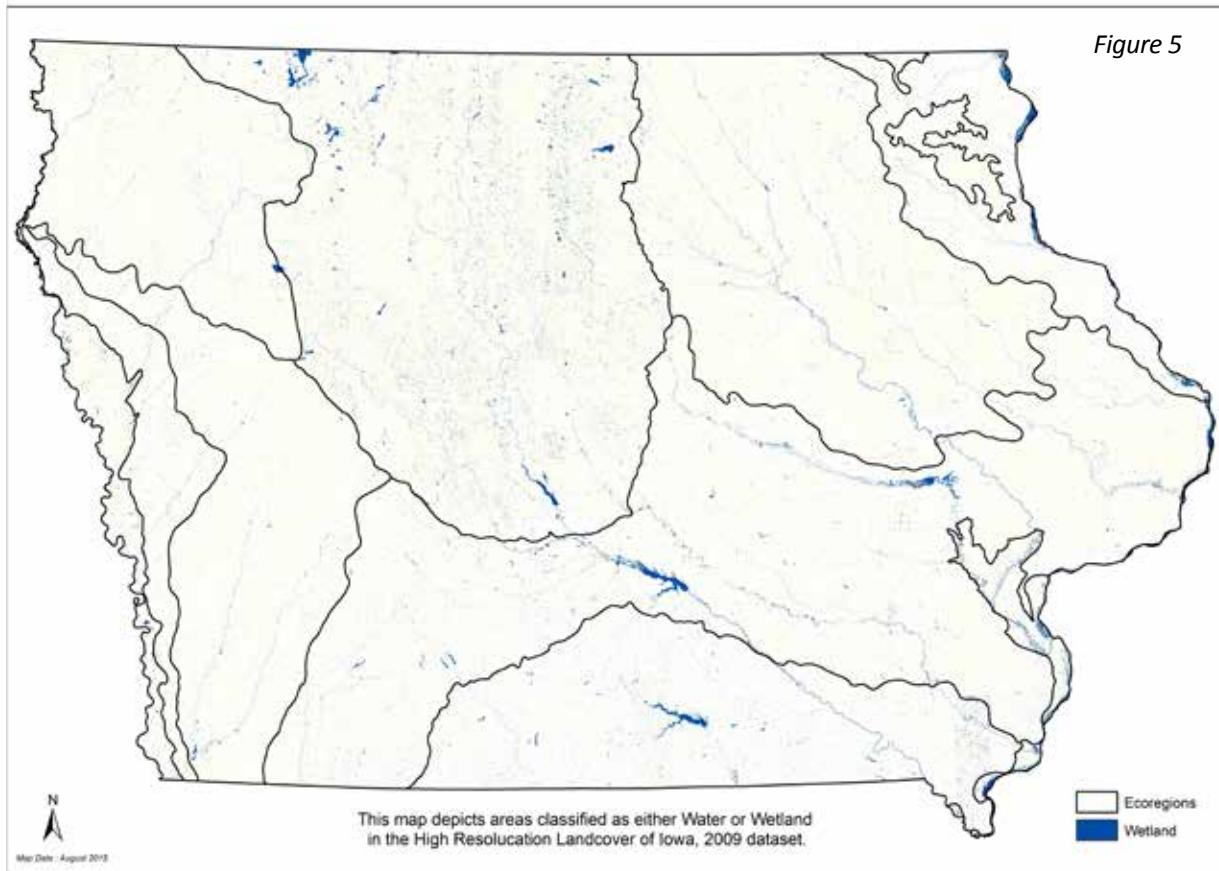 Figure 5
N
Map Date : August 2015
This map depicts areas classified as either Water or Wetland
in the High Resolucation Landcover of Iowa, 2009 dataset.
Ecoregions
Wetland